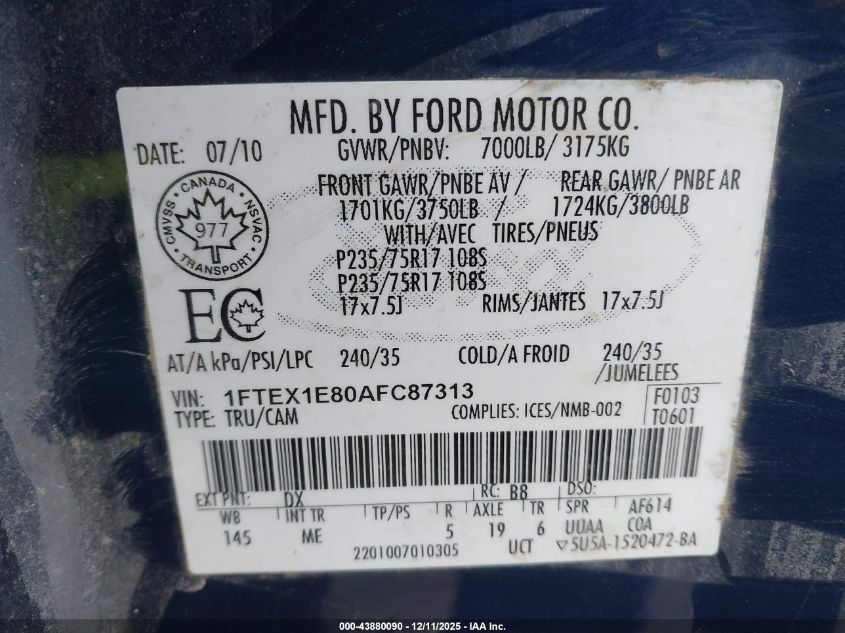 MFD. BY FORD MOTOR CO.
DATE: 07/10 GVWR/PNBV: 7000LB/ 3175KG
FRONT GAWR/PNBE AV / REAR GAWR/ PNBE AR
1701KG/3750LB / 1724KG/3800LB
WITH/AVEC TIRES/PNEUS
P235/75R17 108S
P235/75R17 108S
17x7.5J RIMS/JANTES 17x7.5J
CMVSS · CANADA · NSVAC
977
TRANSPORT
EC
AT/A kPa/PSI/LPC 240/35 COLD/A FROID 240/35
/JUMELEES
VIN: 1FTEX1E80AFC87313 F0103
TYPE: TRU/CAM COMPLIES: ICES/NMB-002 T0601
EXT PNT: DX RC: B8 DSO:
WB INT TR TP/PS R AXLE TR SPR AF614
145 ME 5 19 6 UUAA COA
2201007010305 UCT ▽5U5A-1520472-BA
000-43880090 - 12/11/2025 - IAA Inc.